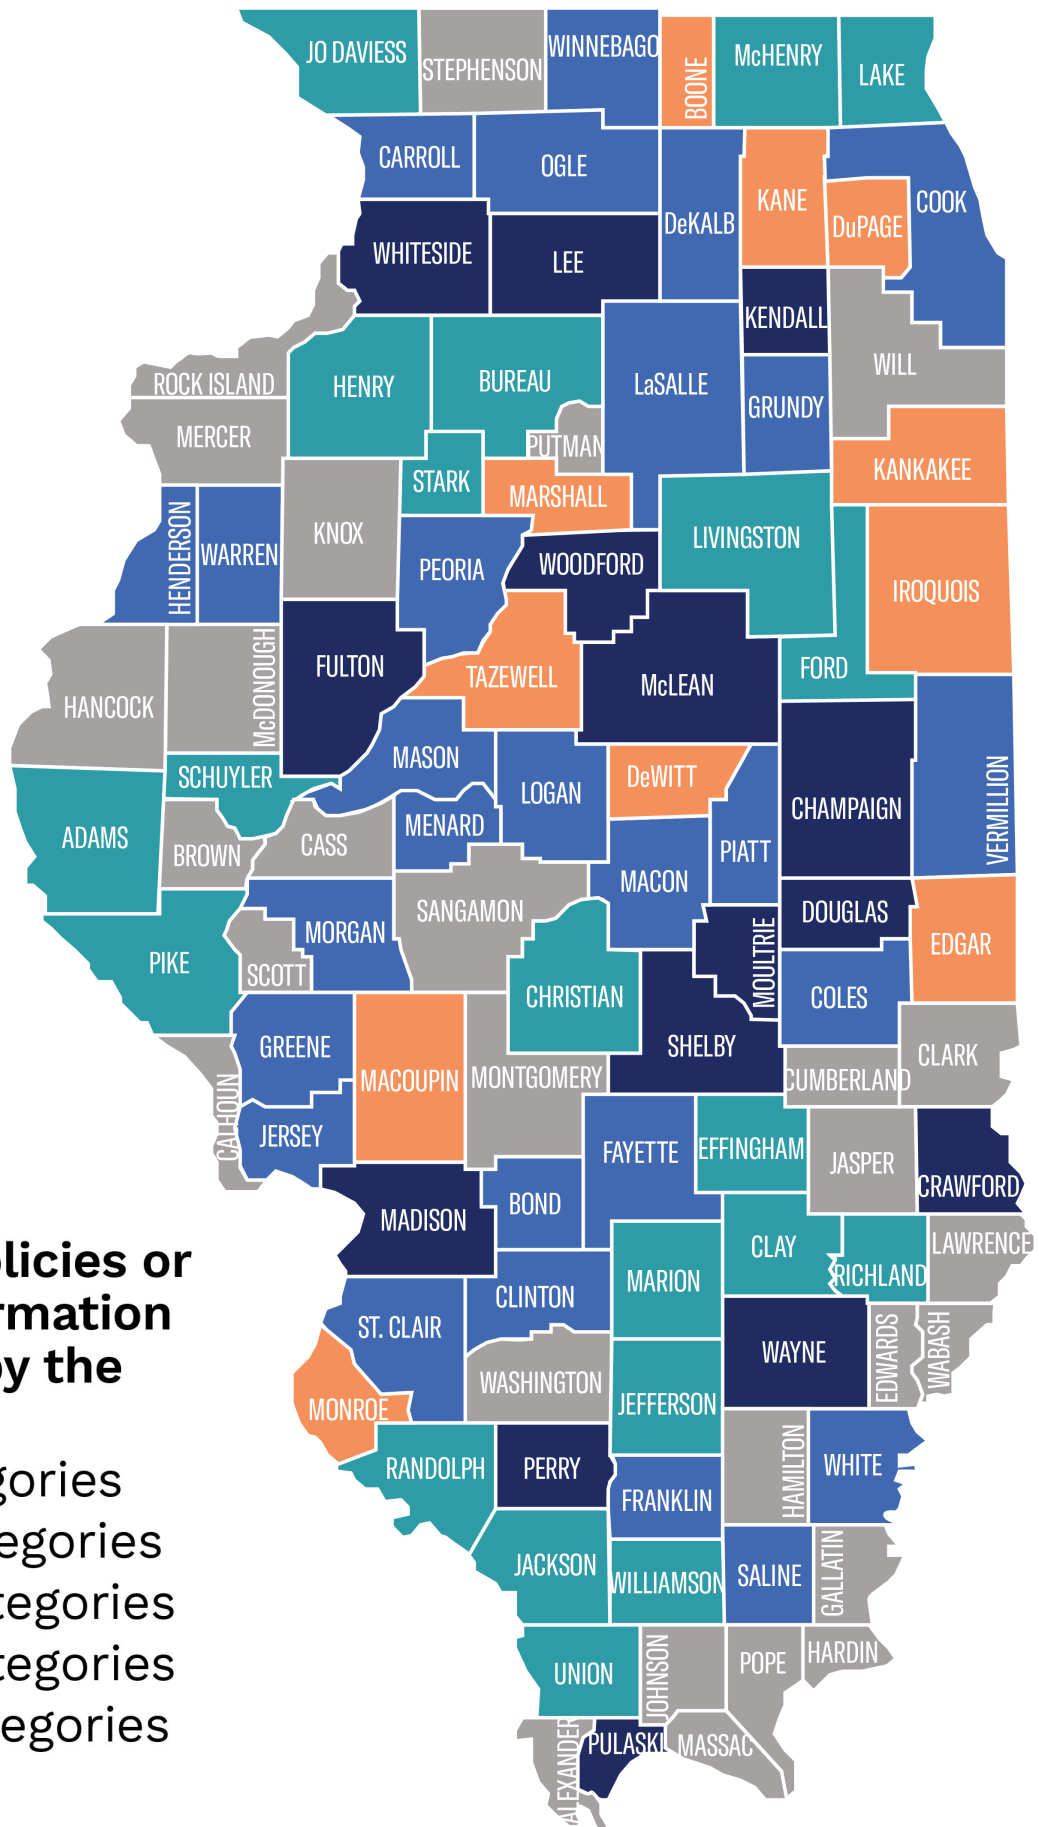 JO DAVIESS
STEPHENSON
WINNEBAGO
BOONE
McHENRY
LAKE
CARROLL
OGLE
DeKALB
KANE
DuPAGE
COOK
WHITESIDE
LEE
KENDALL
WILL
ROCK ISLAND
HENRY
BUREAU
LaSALLE
GRUNDY
MERCER
PUTMAN
KANKAKEE
STARK
MARSHALL
HENDERSON
WARREN
KNOX
PEORIA
WOODFORD
LIVINGSTON
IROQUOIS
HANCOCK
McDONOUGH
FULTON
TAZEWELL
McLEAN
FORD
SCHUYLER
MASON
LOGAN
DeWITT
CHAMPAIGN
VERMILLION
ADAMS
BROWN
CASS
MENARD
PIATT
MACON
SANGAMON
DOUGLAS
EDGAR
PIKE
SCOTT
MORGAN
CHRISTIAN
MOULTRIE
COLES
GREENE
MACOUPIN
MONTGOMERY
SHELBY
CUMBERLAND
CLARK
CALHOUN
JERSEY
FAYETTE
EFFINGHAM
JASPER
CRAWFORD
MADISON
BOND
CLAY
RICHLAND
LAWRENCE
MARION
ST. CLAIR
CLINTON
WAYNE
EDWARDS
WABASH
MONROE
WASHINGTON
JEFFERSON
RANDOLPH
PERRY
FRANKLIN
HAMILTON
WHITE
JACKSON
WILLIAMSON
SALINE
GALLATIN
UNION
JOHNSON
POPE
HARDIN
ALEXANDER
PULASKI
MASSAC
licies or
rmation
by the
gories
egories
tegories
tegories
egories